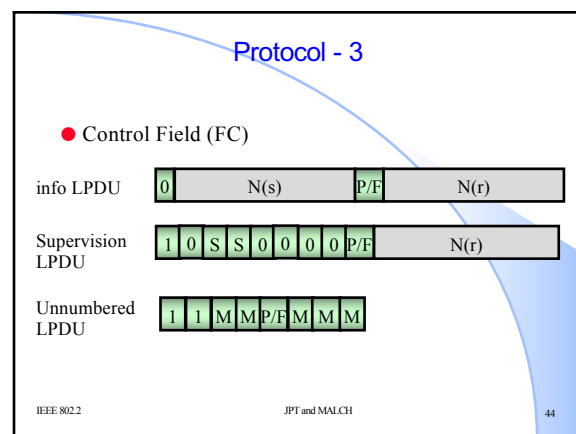 Protocol - 3
Control Field (FC)
info LPDU 0 N(s) P/F N(r)
Supervision LPDU 1 0 S S 0 0 0 0 P/F N(r)
Unnumbered LPDU 1 1 M M P/F M M M
IEEE 802.2 JPT and MALCH 44